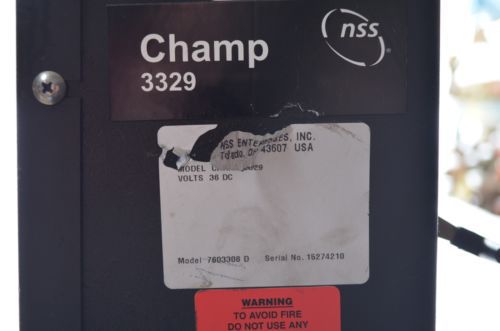 Champ
nss
3329
NSS ENTERPRISES, INC.
Toledo, OH 43607 USA
MODEL 3329
VOLTS 36 DC
Model 7603308 D Serial No. 15274210
WARNING
TO AVOID FIRE
DO NOT USE ANY